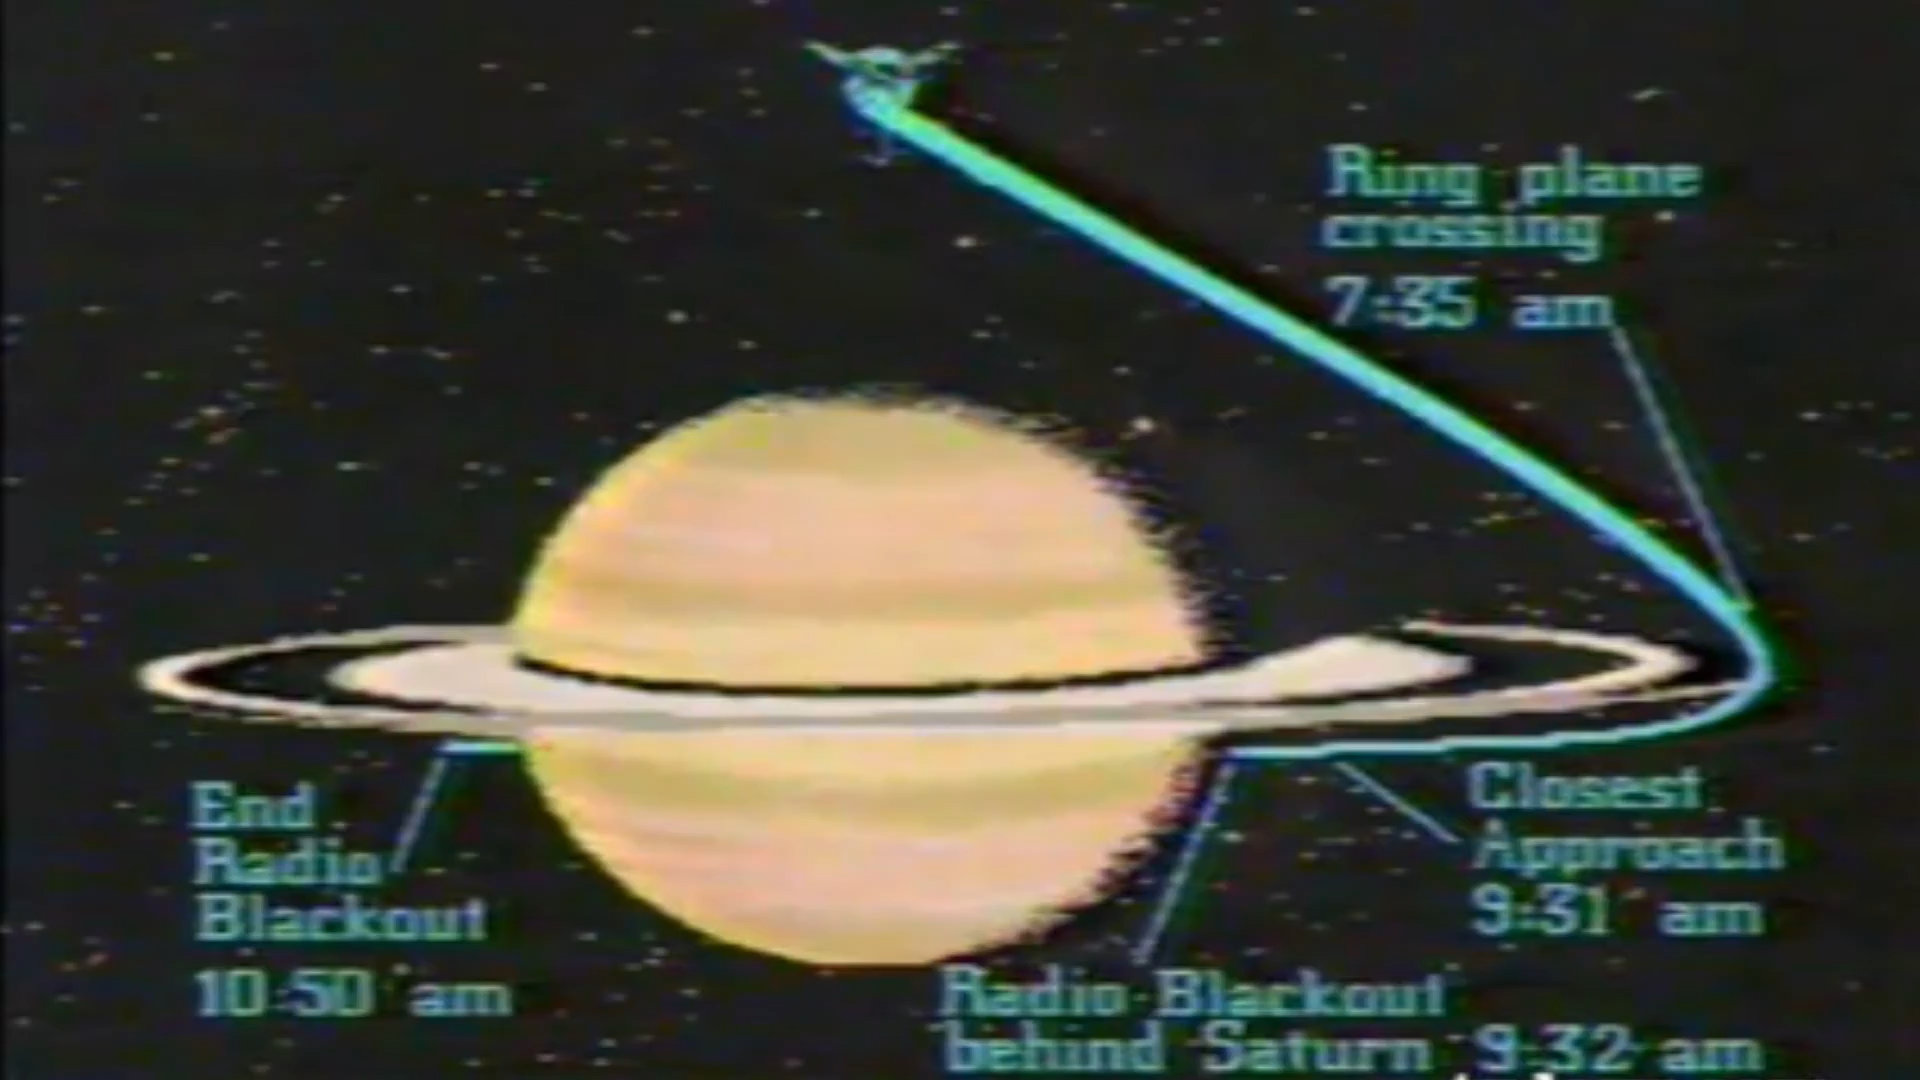 Ring plane
crossing
7:35 am
Closest
Approach
9:31 am
End
Radio
Blackout
10:50 am
Radio Blackout
behind Saturn 9:32 am